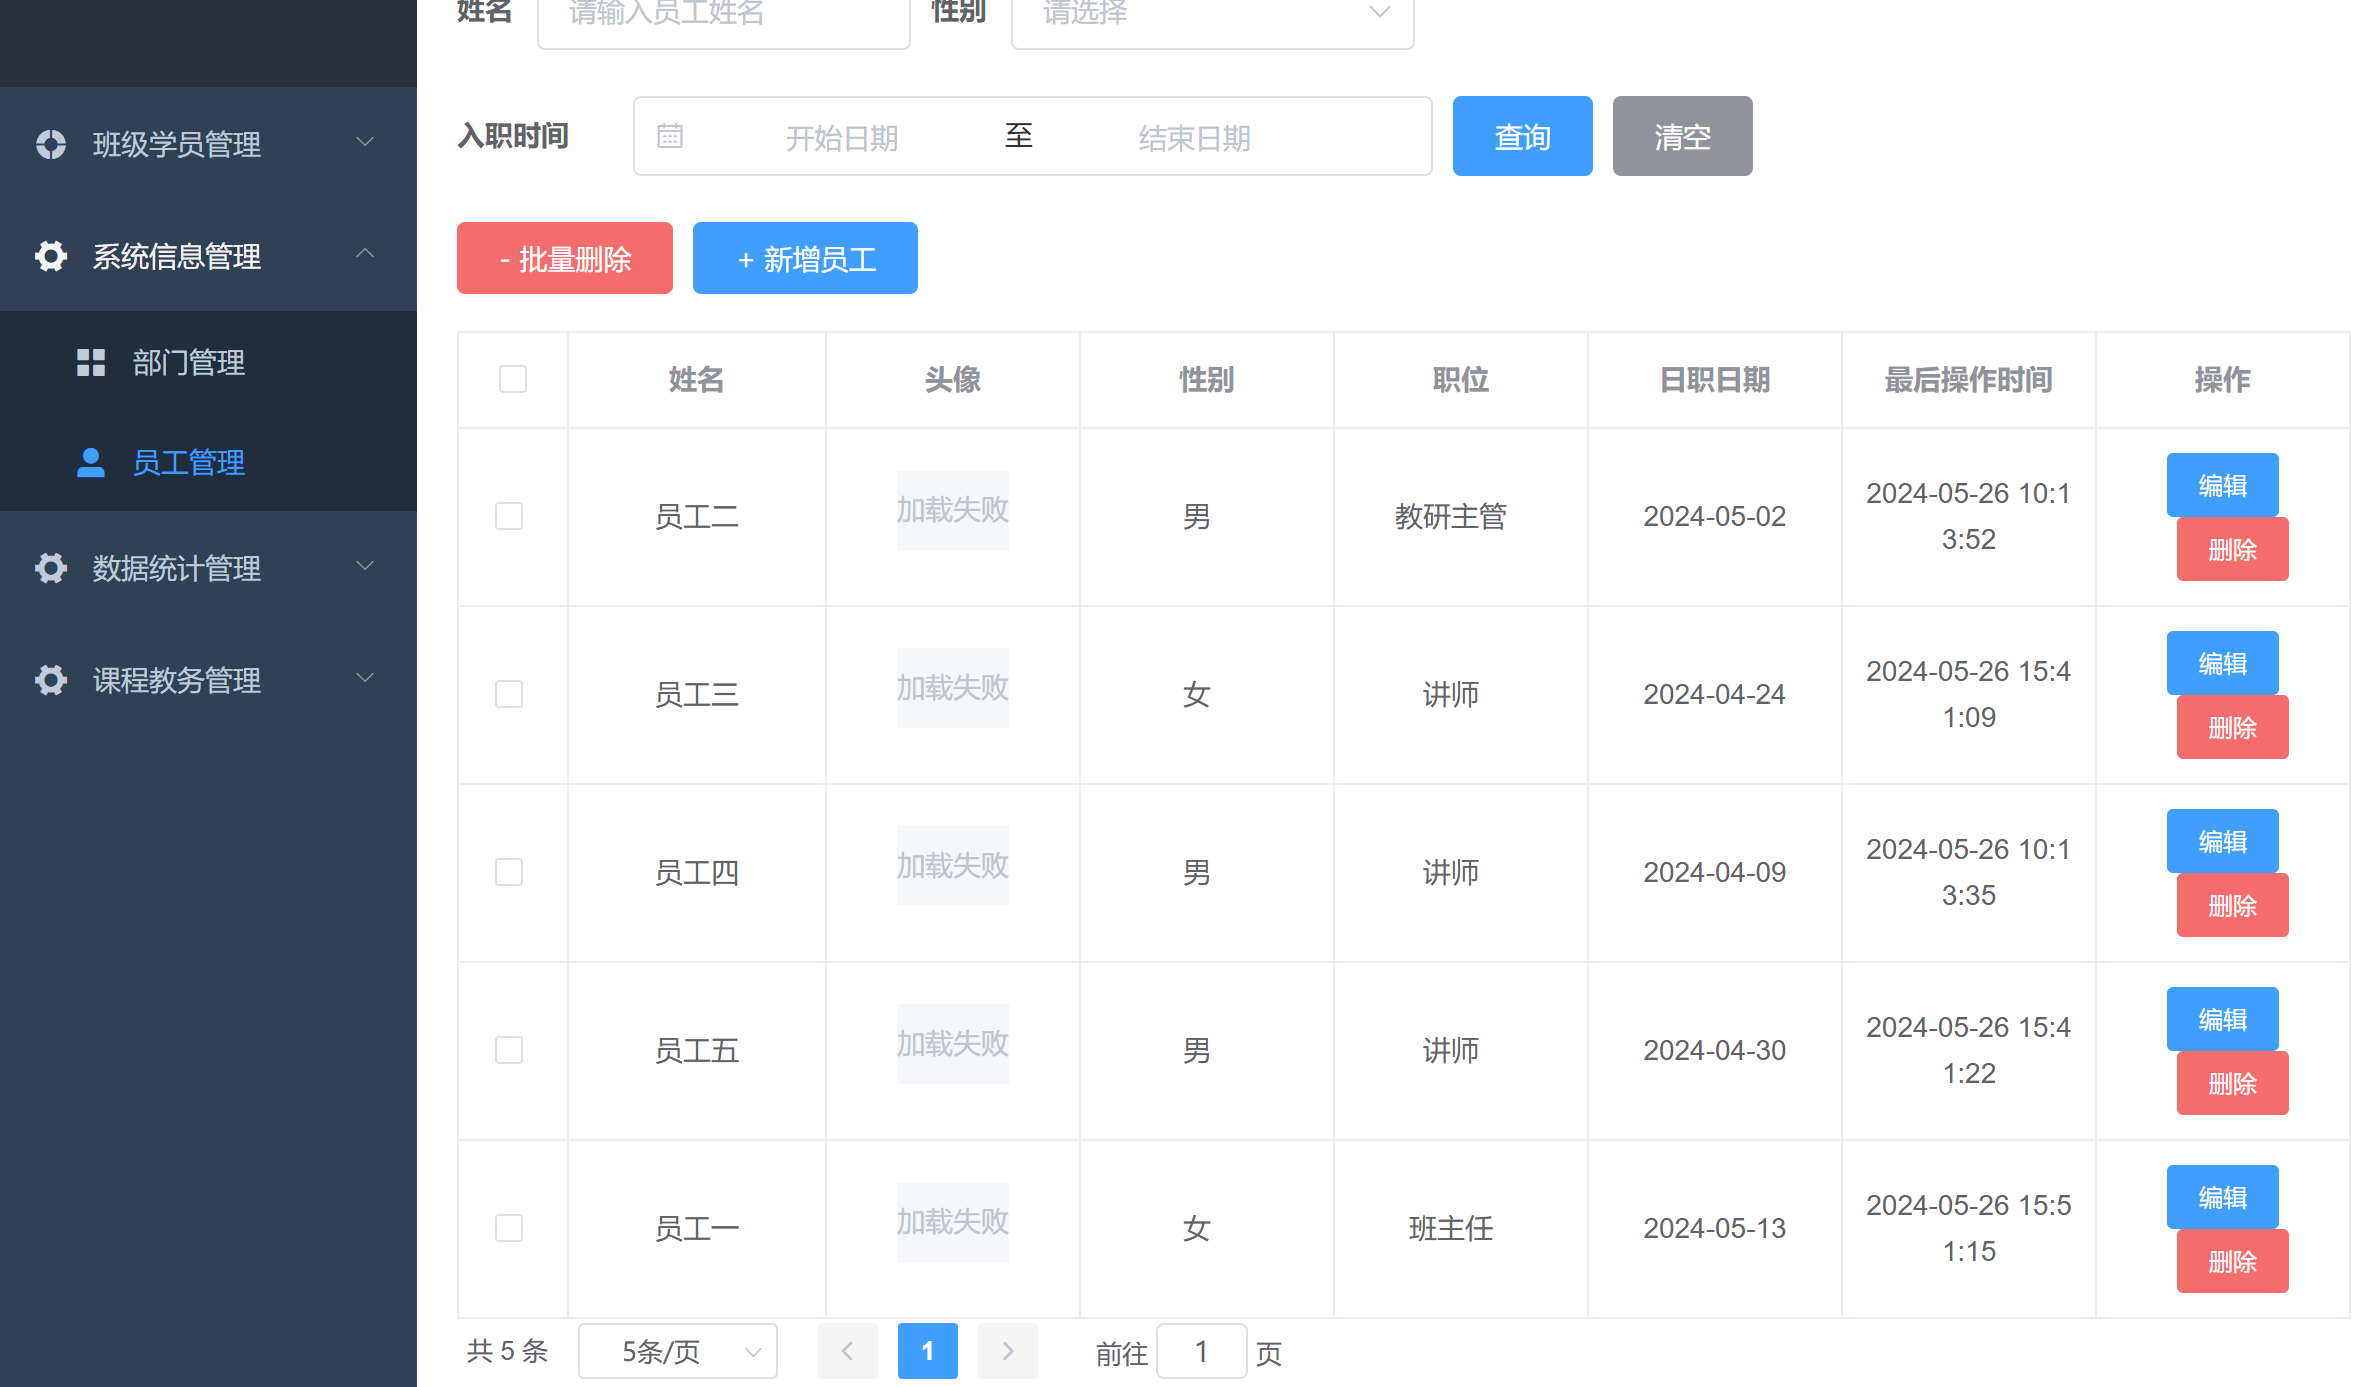 姓名 请输入员工姓名 性别 请选择
入职时间 开始日期 至 结束日期 查询 清空
- 批量删除 + 新增员工
班级学员管理
系统信息管理
部门管理
员工管理
数据统计管理
课程教务管理
姓名 头像 性别 职位 日职日期 最后操作时间 操作
员工二 加载失败 男 教研主管 2024-05-02 2024-05-26 10:1
3:52
编辑
删除
员工三 加载失败 女 讲师 2024-04-24 2024-05-26 15:4
1:09
编辑
删除
员工四 加载失败 男 讲师 2024-04-09 2024-05-26 10:1
3:35
编辑
删除
员工五 加载失败 男 讲师 2024-04-30 2024-05-26 15:4
1:22
编辑
删除
员工一 加载失败 女 班主任 2024-05-13 2024-05-26 15:5
1:15
编辑
删除
共 5 条 5条/页 1 前往 1 页